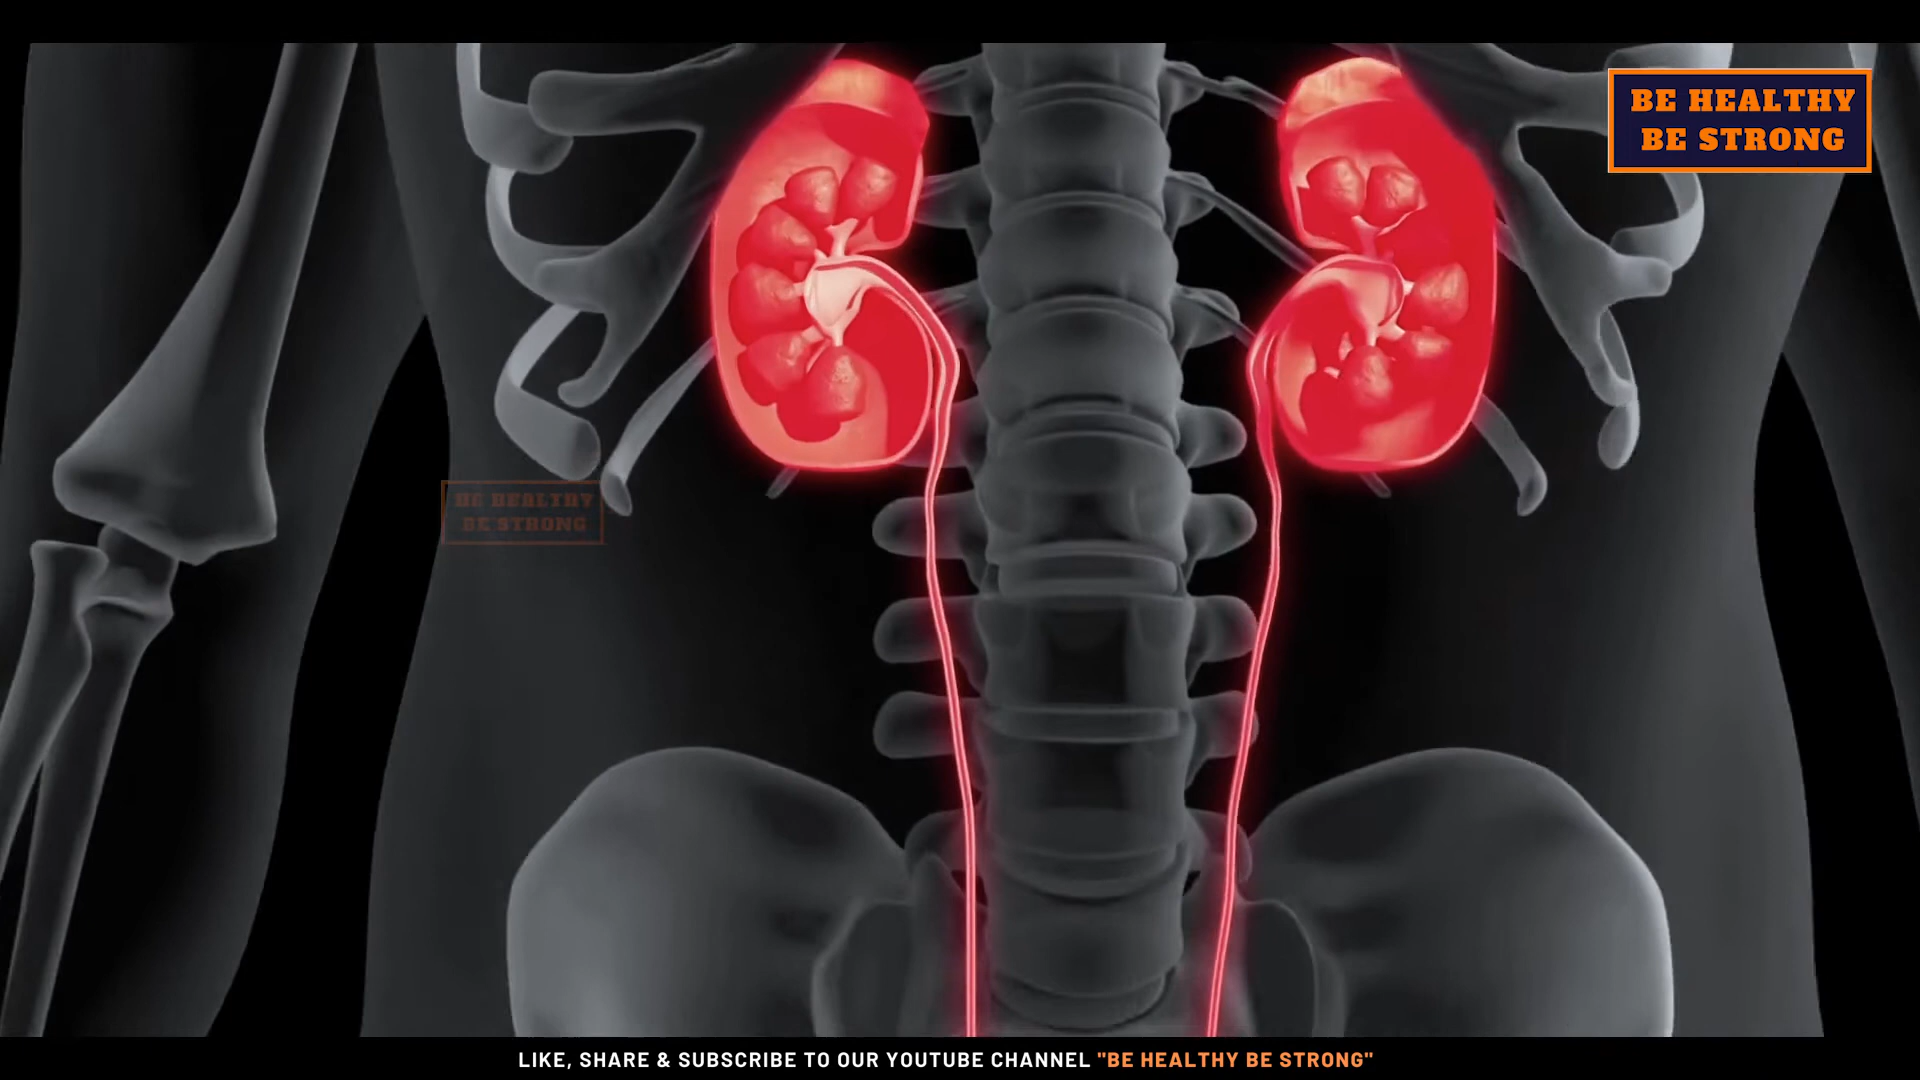 BE HEALTHY
BE STRONG
BE HEALTHY
BE STRONG
LIKE, SHARE & SUBSCRIBE TO OUR YOUTUBE CHANNEL "BE HEALTHY BE STRONG"